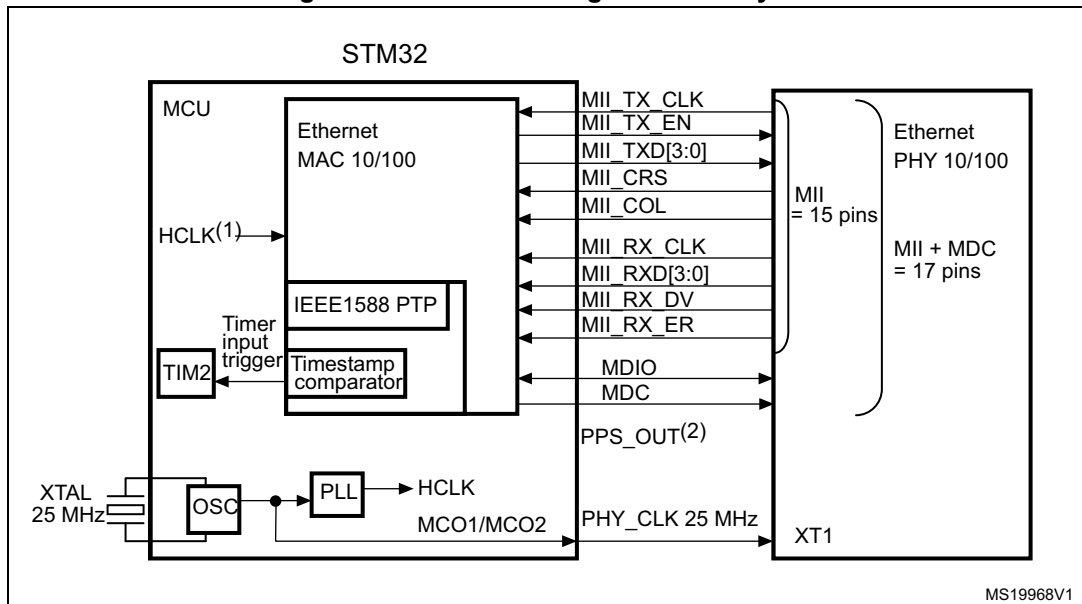 STM32
MCU
Ethernet
MAC 10/100
HCLK(1)
IEEE1588 PTP
Timer
input
trigger
TIM2
Timestamp
comparator
XTAL
25 MHz
OSC
PLL
HCLK
MCO1/MCO2
MII_TX_CLK
MII_TX_EN
MII_TXD[3:0]
MII_CRS
MII_COL
MII_RX_CLK
MII_RXD[3:0]
MII_RX_DV
MII_RX_ER
MDIO
MDC
PPS_OUT(2)
PHY_CLK 25 MHz
MII
= 15 pins
Ethernet
PHY 10/100
MII + MDC
= 17 pins
XT1
MS19968V1